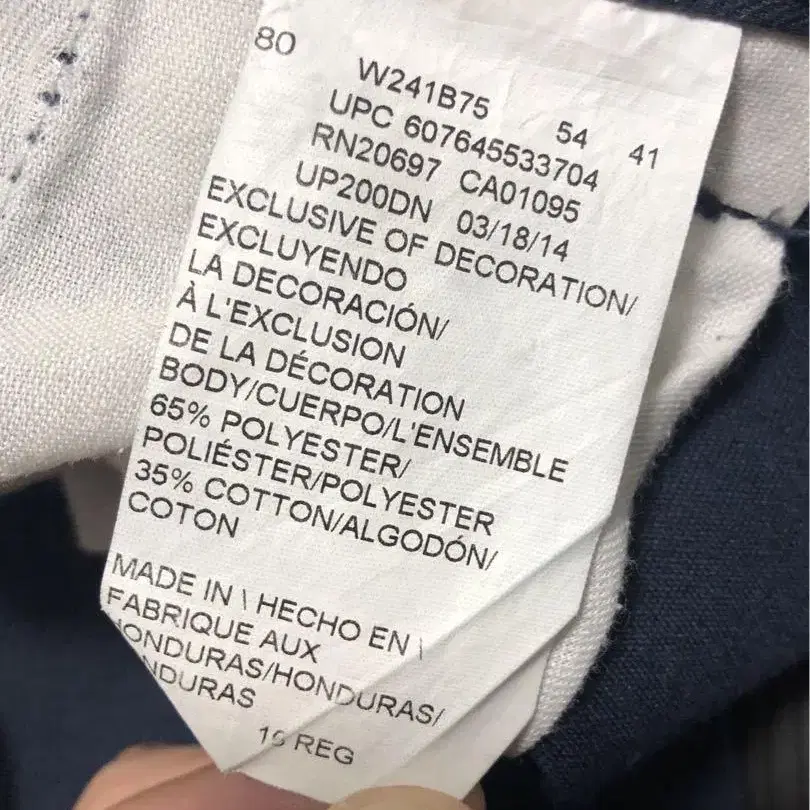 80
W241B75 54 41
UPC 607645533704
RN20697 CA01095
UP200DN 03/18/14
EXCLUSIVE OF DECORATION/
EXCLUYENDO
LA DECORACIÓN/
À L'EXCLUSION
DE LA DÉCORATION
BODY/CUERPO/L'ENSEMBLE
65% POLYESTER/
POLIÉSTER/POLYESTER
35% COTTON/ALGODÓN/
COTON
MADE IN \ HECHO EN \
FABRIQUE AUX
HONDURAS/HONDURAS/
HONDURAS
REG